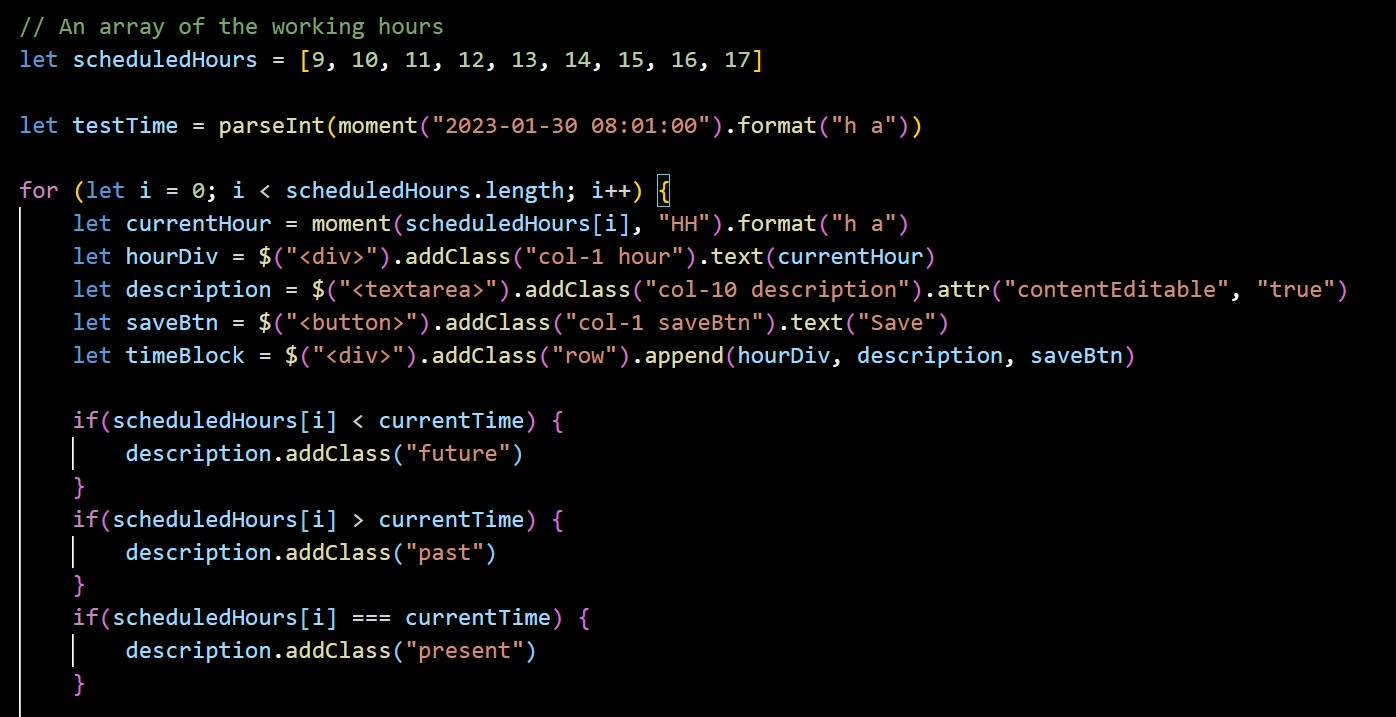 // An array of the working hours
let scheduledHours = [9, 10, 11, 12, 13, 14, 15, 16, 17]
let testTime = parseInt(moment("2023-01-30 08:01:00").format("h a"))
for (let i = 0; i < scheduledHours.length; i++) {
    let currentHour = moment(scheduledHours[i], "HH").format("h a")
    let hourDiv = $("<div>").addClass("col-1 hour").text(currentHour)
    let description = $("<textarea>").addClass("col-10 description").attr("contentEditable", "true")
    let saveBtn = $("<button>").addClass("col-1 saveBtn").text("Save")
    let timeBlock = $("<div>").addClass("row").append(hourDiv, description, saveBtn)
    if(scheduledHours[i] < currentTime) {
        description.addClass("future")
    }
    if(scheduledHours[i] > currentTime) {
        description.addClass("past")
    }
    if(scheduledHours[i] === currentTime) {
        description.addClass("present")
    }